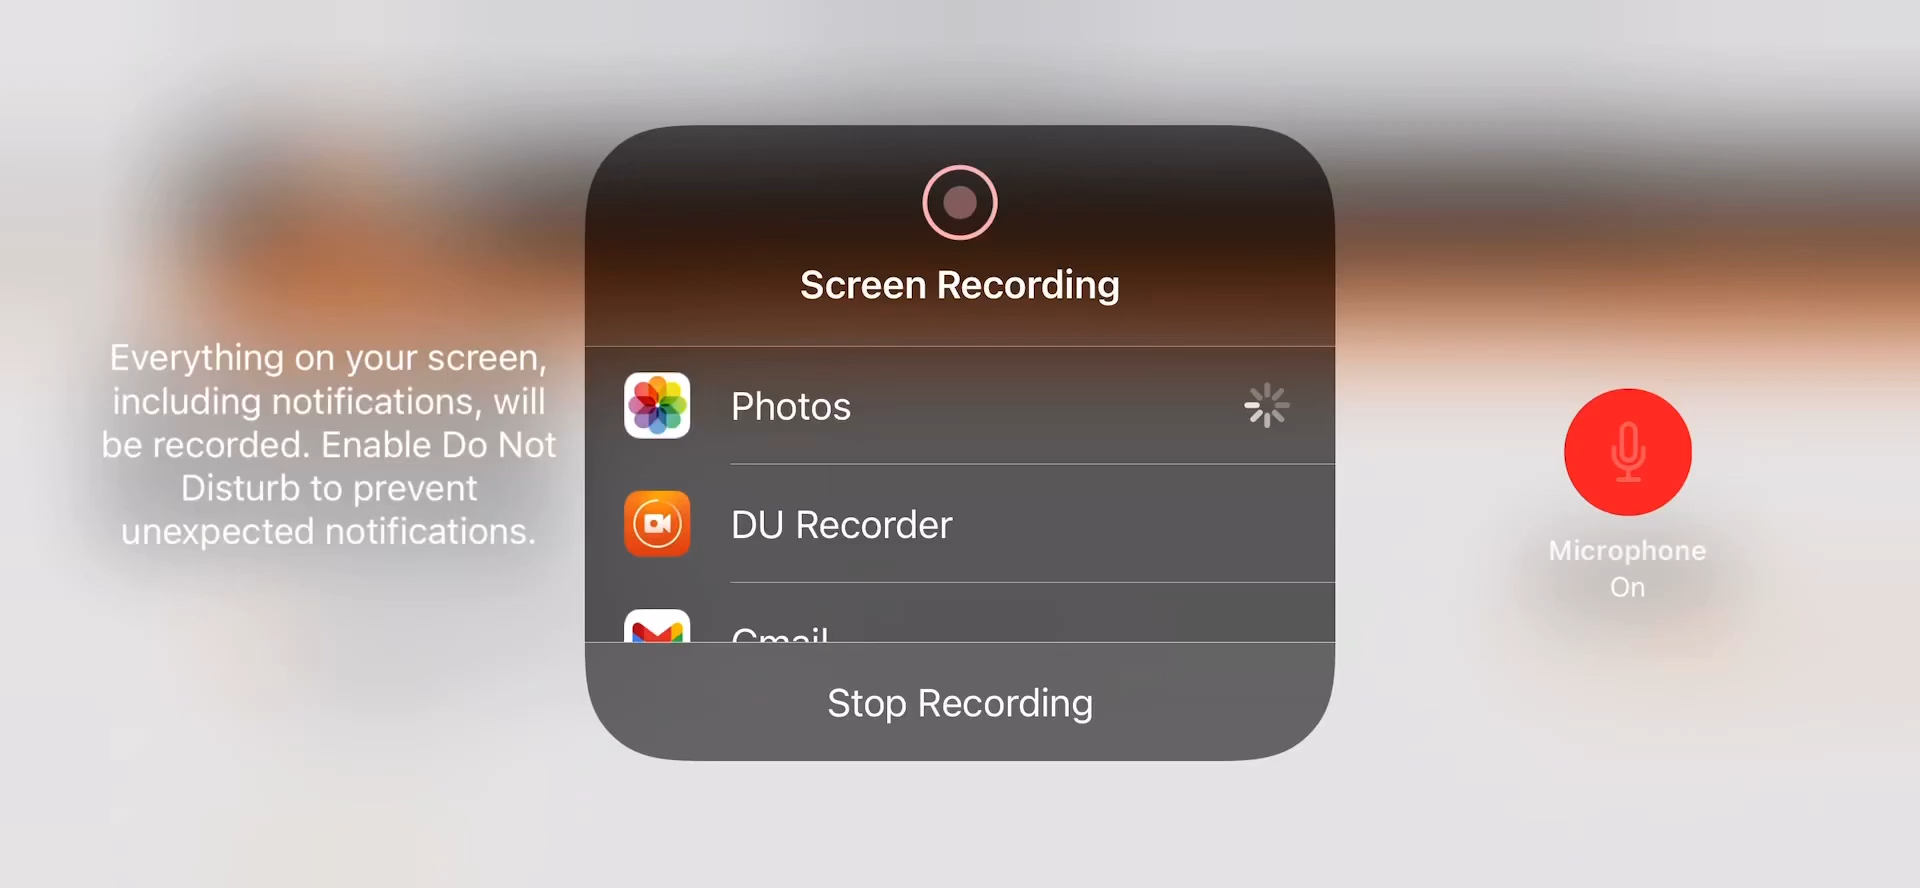 Screen Recording
Everything on your screen,
including notifications, will
be recorded. Enable Do Not
Disturb to prevent
unexpected notifications.
Photos
DU Recorder
Gmail
Stop Recording
Microphone
On